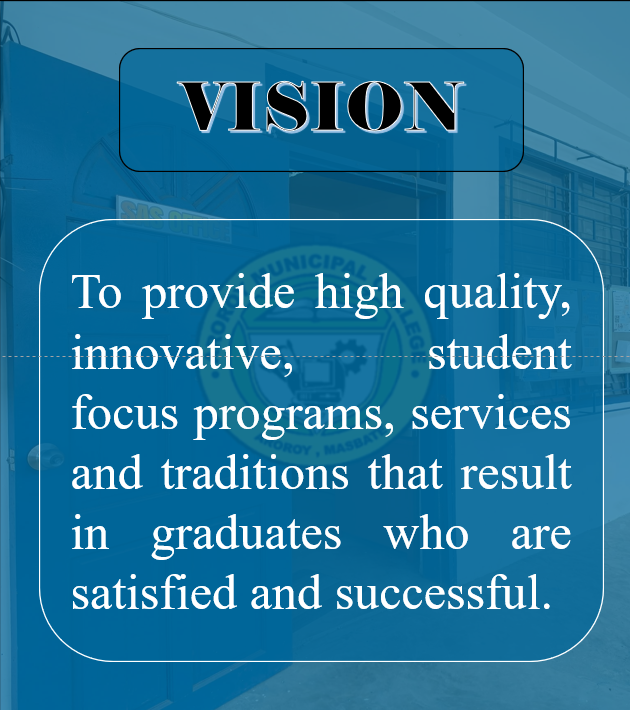 VISION
To provide high quality,
innovative, student
focus programs, services
and traditions that result
in graduates who are
satisfied and successful.
MUNICIPAL